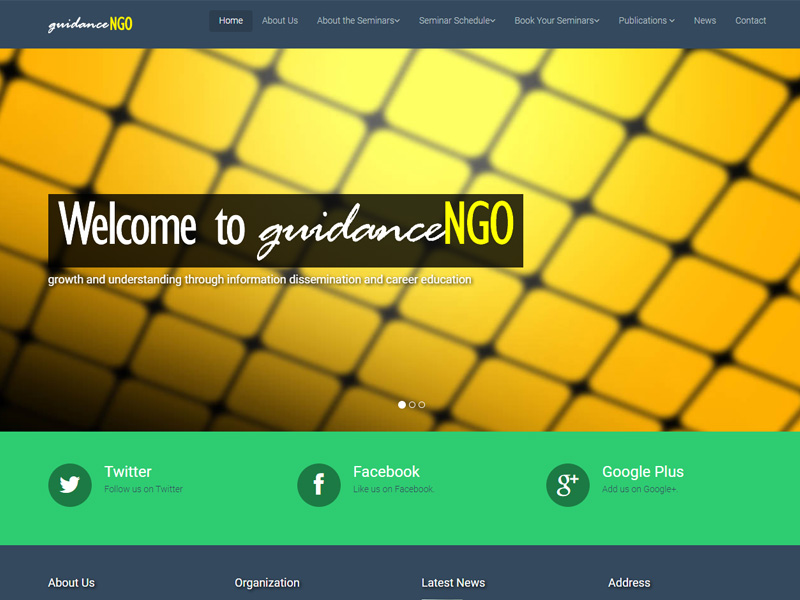 guidanceNGO Home About Us About the Seminars Seminar Schedule Book Your Seminars Publications News Contact
Welcome to guidanceNGO
growth and understanding through information dissemination and career education
Twitter Facebook Google Plus
Follow us on Twitter Like us on Facebook. Add us on Google+.
About Us Organization Latest News Address